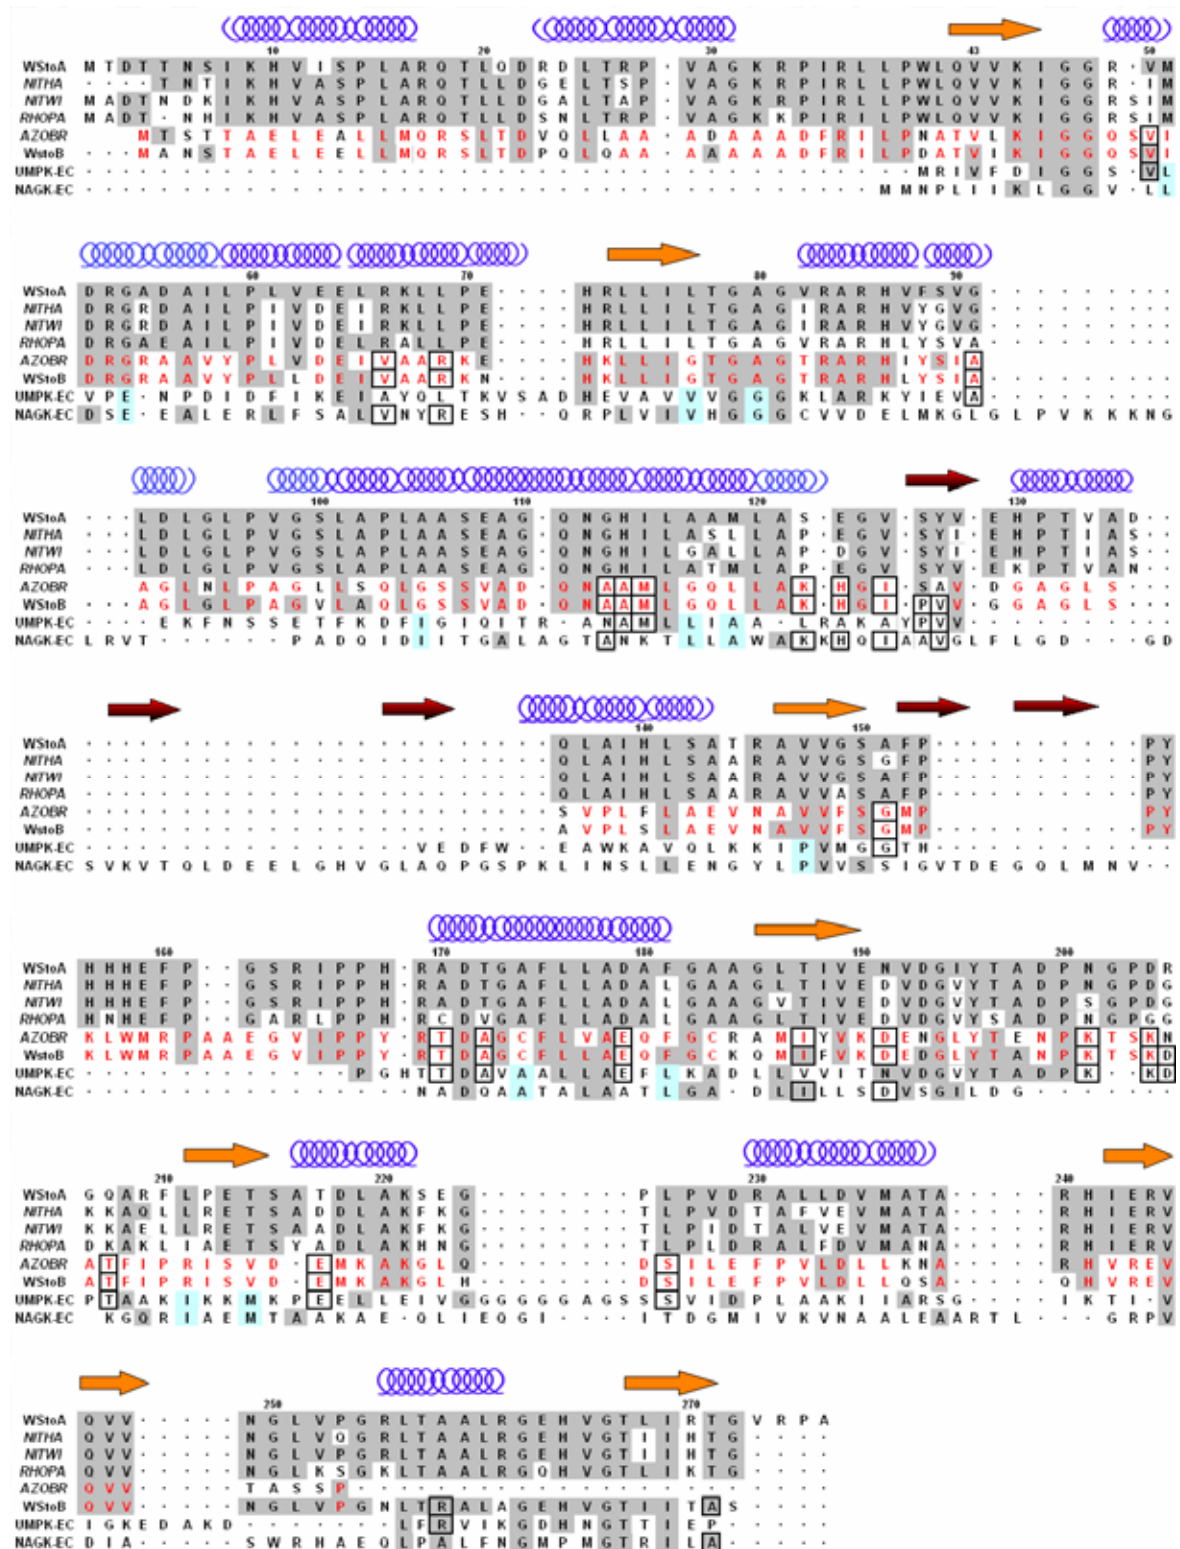 10 20 31 43 50
WStoA M T D T T N S I K H V I S P L A R Q T L Q D R D L T R P · V A G K R P I R L L P W L Q V V K I G G R · V M
NITHA · · · T N T I K H V A S P L A R Q T L L D G E L T S P · V A G K R P I R L L P W L Q V V K I G G R · I M
NITWI M A D T N D K I K H V A S P L A R Q T L L D G A L T A P · V A G K R P I R L L P W L Q V V K I G G R S I M
RHOPA M A D T · N H I K H V A S P L A R Q T L L D S N L T R P · V A G K K P I R L L P W L Q V V K I G G R S I M
AZOBR M T S T T A E L E A L L M Q R S L T D V Q L L A A · A D A A A D F R I L P N A T V L K I G G Q S V I
WstoB · · · M A N S T A E L E E L L M Q R S L T D P Q L Q A A · A A A A A D F R I L P D A T V I K I G G Q S V I
UMPK-EC · · · · · · · · · · · · · · · · · · · · · · · · · · · · · · · · · · · · · · · M R I V F D I G G S · V L
NAGK-EC · · · · · · · · · · · · · · · · · · · · · · · · · · · · · · · · · · · · · M M N P L I I K L G G V · L L
60 70 80 90
WStoA D R G A D A I L P L V E E L R K L L P E · · · · H R L L I L T G A G V R A R H V F S V G · · · · · · · · ·
NITHA D R G R D A I L P I V D E I R K L L P E · · · · H R L L I L T G A G I R A R H V Y G V G · · · · · · · · ·
NITWI D R G R D A I L P I V D E I R K L L P E · · · · H R L L I L T G A G I R A R H V Y G V G · · · · · · · · ·
RHOPA D R G A E A I L P I V D E L R A L L P E · · · · H R L L I L T G A G V R A R H L Y S V A · · · · · · · · ·
AZOBR D R G R A A V Y P L V D E I V A A R K E · · · · H K L L I G T G A G T R A R H I Y S I A · · · · · · · · ·
WStoB D R G R A A V Y P L L D E I V A A R K N · · · · H K L L I G T G A G T R A R H L Y S I A · · · · · · · · ·
UMPK-EC V P E · N P D I D F I K E I A Y Q L T K V S A D H E V A V V V G G G K L A R K Y I E V A · · · · · · · · ·
NAGK-EC D S E · E A L E R L F S A L V N Y R E S H · Q R P L V I V H G G G C V V D E L M K G L G L P V K K K N G
100 110 120 130
WStoA · · · L D L G L P V G S L A P L A A S E A G · Q N G H I L A A M L A S · E G V · S Y V · E H P T V A D · ·
NITHA · · · L D L G L P V G S L A P L A A S E A G · Q N G H I L A S L L A P · E G V · S Y I · E H P T I A S · ·
NITWI · · · L D L G L P V G S L A P L A A S E A G · Q N G H I L G A L L A P · D G V · S Y I · E H P T I A S · ·
RHOPA · · · L D L G L P V G S L A P L A A S E A G · Q N G H I L A T M L A P · E G V · S Y V · E K P T V A N · ·
AZOBR A G L N L P A G L L S Q L G S S V A D · Q N A A M L G Q L L A K · H G I · S A V · D G A G L S · ·
WStoB A G L G L P A G V L A Q L G S S V A D · Q N A A M L G Q L L A K · H G I · P V V · G G A G L S · ·
UMPK-EC · · · · E K F N S S E T F K D F I G I Q I T R · A N A M L L I A A · L R A K A Y P V V · · · · · · · · ·
NAGK-EC L R V T · · · · · P A D Q I D I I T G A L A G T A N K T L L A W A K K H Q I A A V G L F L G D · · · G D
140 150
WStoA · · · · · · · · · · · · · · · · · · · · · · Q L A I H L S A T R A V V G S A F P · · · · · · · · · P Y
NITHA · · · · · · · · · · · · · · · · · · · · · · Q L A I H L S A A R A V V G S G F P · · · · · · · · · P Y
NITWI · · · · · · · · · · · · · · · · · · · · · · Q L A I H L S A A R A V V G S A F P · · · · · · · · · P Y
RHOPA · · · · · · · · · · · · · · · · · · · · · · Q L A I H L S A A R A V V A S A F P · · · · · · · · · P Y
AZOBR · · · · · · · · · · · · · · · · · · · · · · S V P L F L A E V N A V V F S G M P · · · · · · · · · P Y
WstoB · · · · · · · · · · · · · · · · · · · · · · A V P L S L A E V N A V V F S G M P · · · · · · · · · P Y
UMPK-EC · · · · · · · · · · · · · · · V E D F W · · E A W K A V Q L K K I P V M G G T H · · · · · · · · · · ·
NAGK-EC S V K V T Q L D E E L G H V G L A Q P G S P K L I N S L L E N G Y L P V V S S I G V T D E G Q L M N V · ·
160 170 180 190 200
WStoA H H H E F P · · G S R I P P H · R A D T G A F L L A D A F G A A G L T I V E N V D G I Y T A D P N G P D R
NITHA H H H E F P · · G S R I P P H · R A D T G A F L L A D A L G A A G L T I V E D V D G V Y T A D P N G P D G
NITWI H H H E F P · · G S R I P P H · R A D T G A F L L A D A L G A A G V T I V E D V D G V Y T A D P S G P D G
RHOPA H N H E F P · · G A R L P P H · R C D V G A F L L A D A L G A A G L T I V E D V D G V Y S A D P N G P G G
AZOBR K L W M R P A A E G V I P P Y · R T D A G C F L V A E Q F G C R A M I Y V K D E N G L Y T E N P K T S K N
WstoB K L W M R P A A E G V I P P Y · R T D A G C F L L A E Q F G C K Q M I F V K D E D G L Y T A N P K T S K D
UMPK-EC · · · · · · · · · · · · P G H T T D A V A A L L A E F L K A D L L V V I T N V D G V Y T A D P K · · K D
NAGK-EC · · · · · · · · · · · · · · · N A D Q A A T A L A A T L G A · D L I L L S D V S G I L D G · · · · · · ·
210 220 230 240
WStoA G Q A R F L P E T S A T D L A K S E G · · · · · · · P L P V D R A L L D V M A T A · · · · · R H I E R V
NITHA K K A Q L L R E T S A D D L A K F K G · · · · · · · T L P V D T A L F V E V M A T A · · · · · R H I E R V
NITWI K K A E L L R E T S A A D L A K F K G · · · · · · · T L P I D T A L V E V M A T A · · · · · R H I E R V
RHOPA D K A K L I A E T S Y A D L A K H N G · · · · · · · T L P L D R A L F D V M A N A · · · · · R H I E R V
AZOBR A T F I P R I S V D · E M K A K G L Q · · · · · · · D S I L E F P V L D L L K N A · · · · · R H V R E V
WStoB A T F I P R I S V D · E M K A K G L H · · · · · · · D S I L E F P V L D L L Q S A · · · · · Q H V R E V
UMPK-EC P T A A K I K K M K P E E L L E I V G G G G G G A G S S S V I D P L A A K I I A R S G · · · · I K T I · V
NAGK-EC K G Q R I A E M T A A K A E · Q L I E Q G I · · · · I T D G M I V K V N A A L E A A R T L · · · G R P V
250 270
WStoA Q V V · · · · · N G L V P G R L T A A L R G E H V G T L I R T G V R P A
NITHA Q V V · · · · · N G L V Q G R L T A A L R G E H V G T I I H T G · · · ·
NITWI Q V V · · · · · N G L V P G R L T A A L R G E H V G T I I H T G · · · ·
RHOPA Q V V · · · · · N G L K S G K L T A A L R G Q H V G T L I K T G · · · ·
AZOBR Q V V · · · · · T A S S P · · · · · · · · · · · · · · · · · · · · · · ·
WStoB Q V V · · · · · N G L V P G N L T R A L A G E H V G T I I T A S · · · ·
UMPK-EC I G K E D A K D · · · · · · · L F R V I K G D H N G T T I E P · · · · ·
NAGK-EC D I A · · · · · S W R H A E Q L P A L F N G M P M G T R I L A · · · · ·